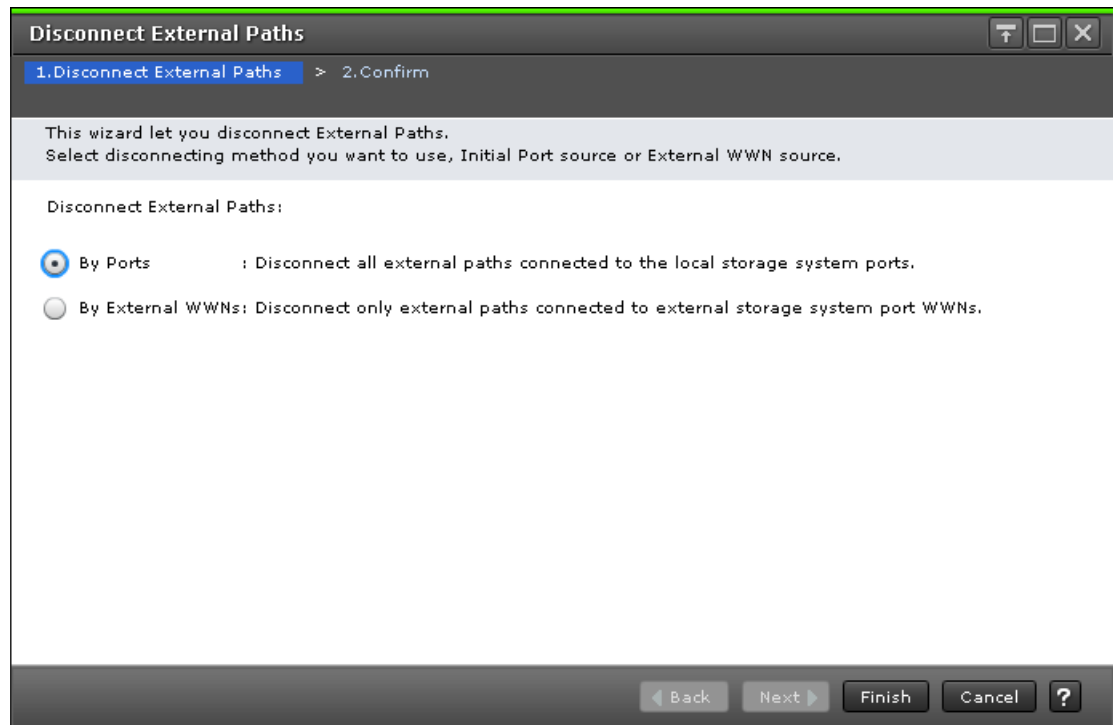 Disconnect External Paths
1.Disconnect External Paths > 2.Confirm
This wizard let you disconnect External Paths.
Select disconnecting method you want to use, Initial Port source or External WWN source.
Disconnect External Paths:
By Ports : Disconnect all external paths connected to the local storage system ports.
By External WWNs: Disconnect only external paths connected to external storage system port WWNs.
Back Next Finish Cancel ?